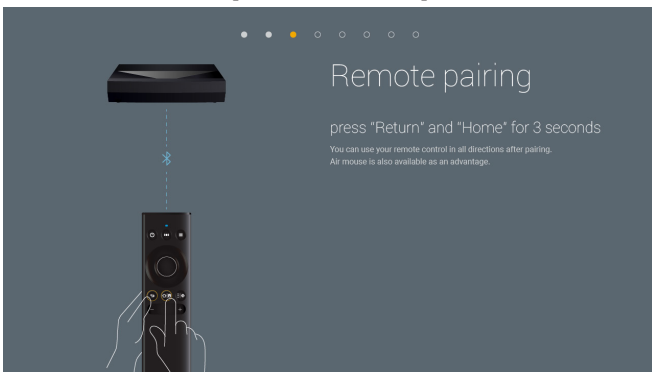 Remote pairing
press "Return" and "Home" for 3 seconds
You can use your remote control in all directions after pairing.
Air mouse is also available as an advantage.